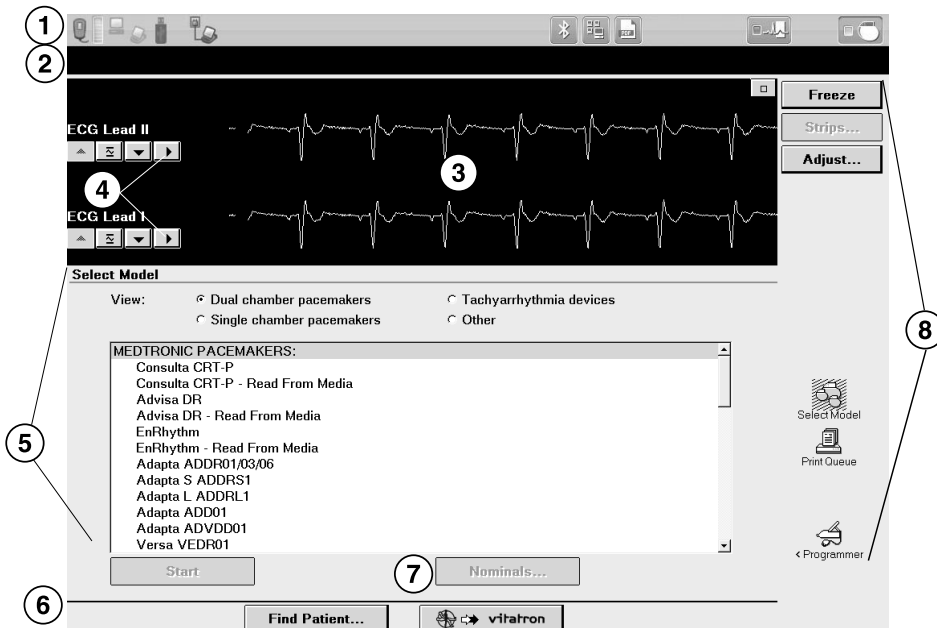 1
PDF
2
Freeze
ECG Lead II
Strips...
3
Adjust...
4
ECG Lead I
Select Model
View:
Dual chamber pacemakers
Tachyarrhythmia devices
Single chamber pacemakers
Other
8
MEDTRONIC PACEMAKERS:
Consulta CRT-P
Consulta CRT-P - Read From Media
Advisa DR
Advisa DR - Read From Media
EnRhythm
EnRhythm - Read From Media
Adapta ADDR01/03/06
Adapta S ADDRS1
Adapta L ADDRL1
Adapta ADD01
Adapta ADVDD01
Versa VEDR01
5
Select Model
Print Queue
< Programmer
Start
7
Nominals...
6
Find Patient...
vitatron